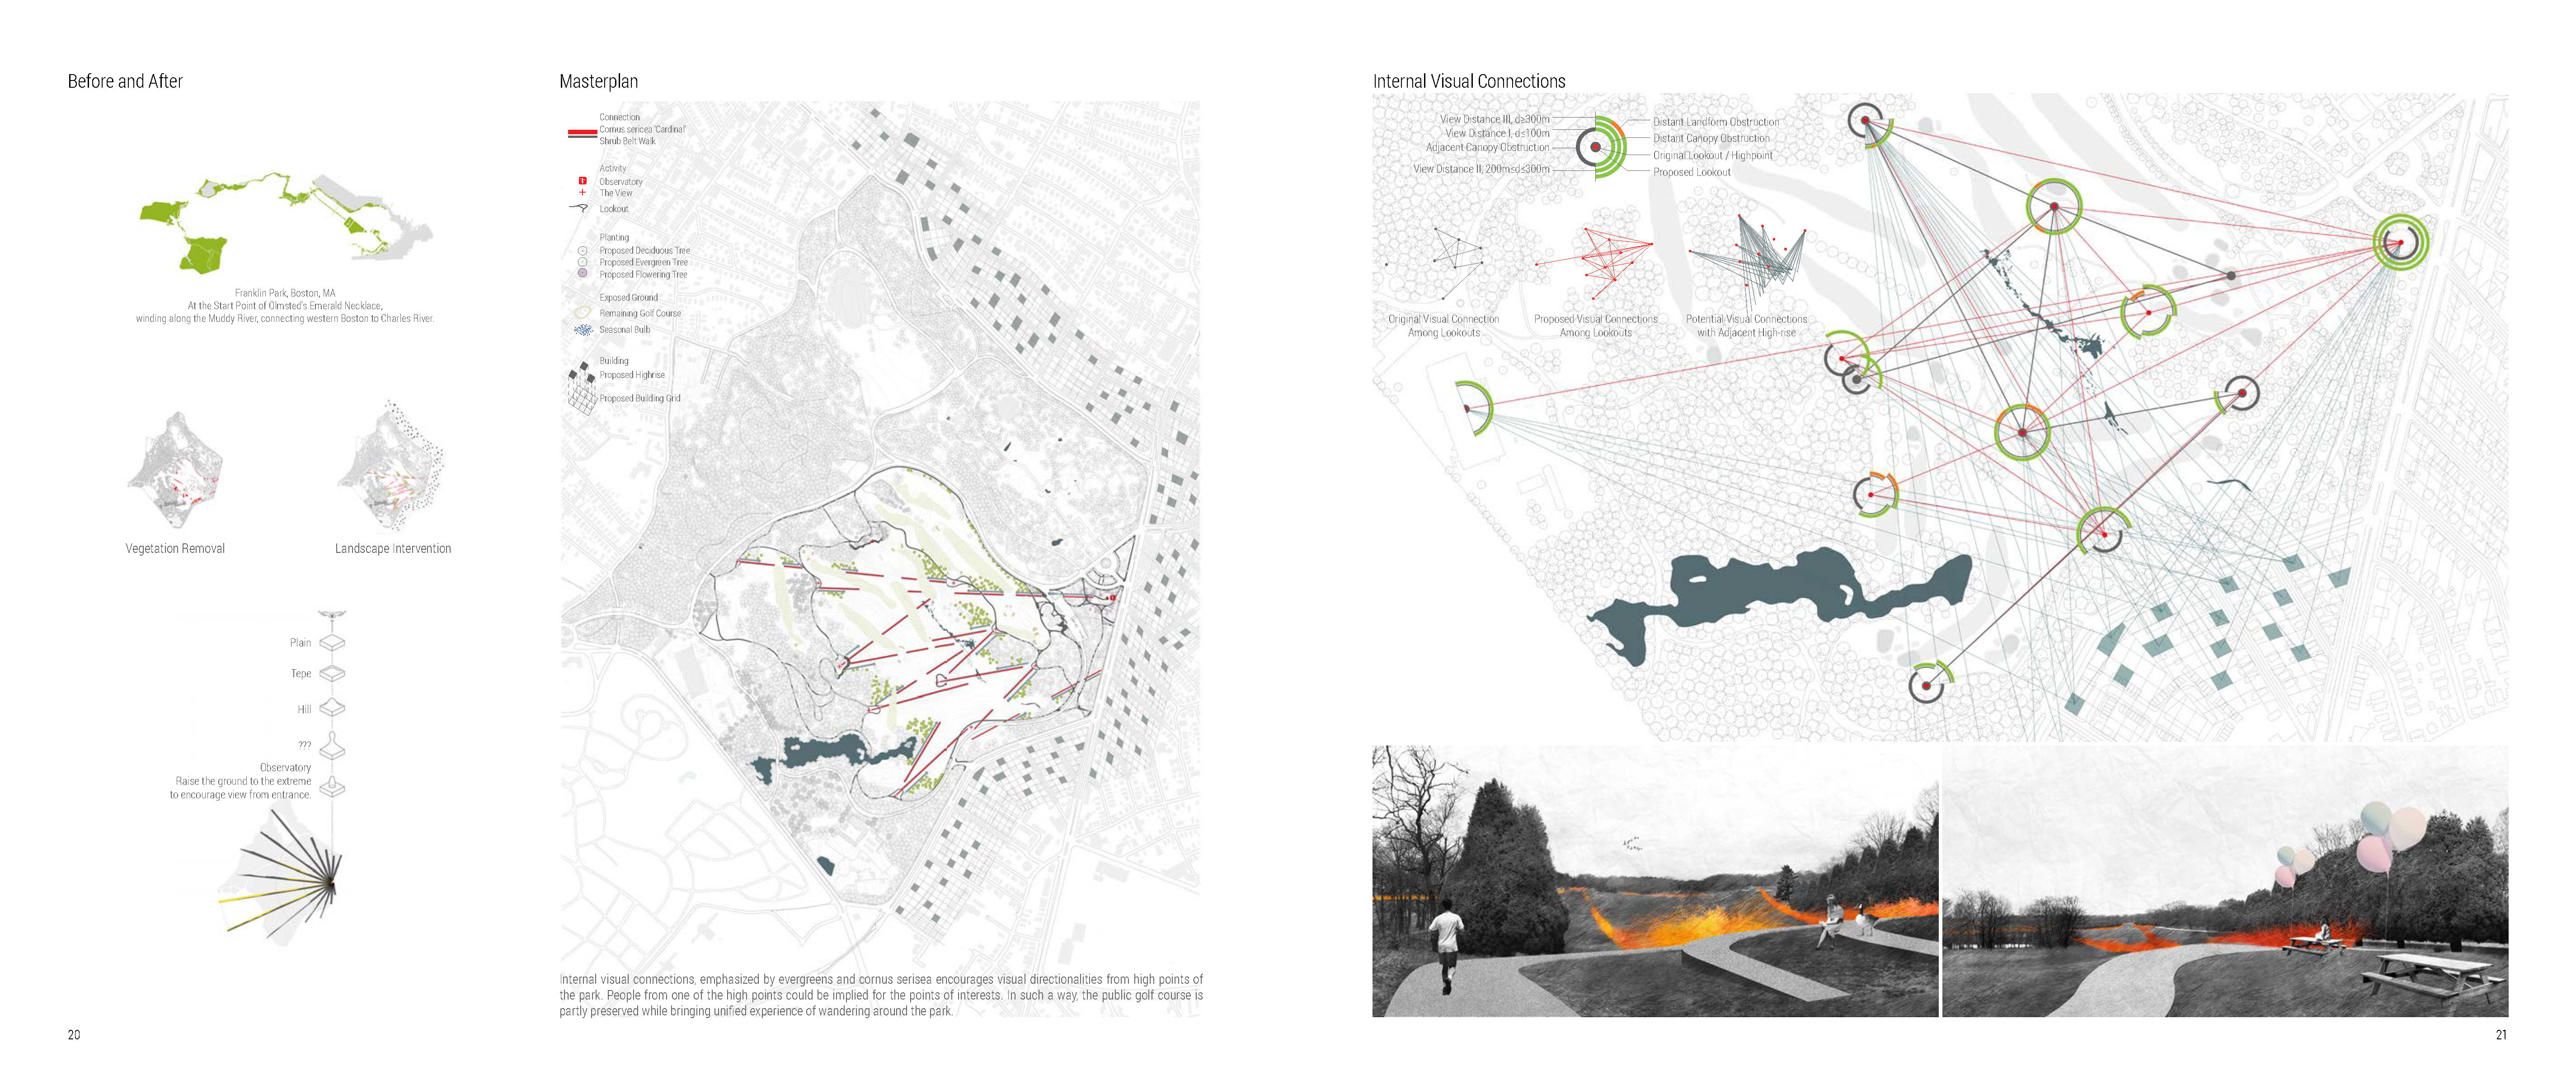 Before and After
Franklin Park, Boston, MA
At the Start Point of Olmsted's Emerald Necklace,
winding along the Muddy River, connecting western Boston to Charles River.
Vegetation Removal
Landscape Intervention
Plain
Tepe
Hill
???
Observatory
Raise the ground to the extreme
to encourage view from entrance.
20
Masterplan
Connection
Cornus sericea 'Cardinal'
Shrub Belt Walk
Activity
Observatory
The View
Lookout
Planting
Proposed Deciduous Tree
Proposed Evergreen Tree
Proposed Flowering Tree
Exposed Ground
Remaining Golf Course
Seasonal Bulb
Building
Proposed Highrise
Proposed Building Grid
Internal visual connections, emphasized by evergreens and cornus serisea encourages visual directionalities from high points of
the park. People from one of the high points could be implied for the points of interests. In such a way, the public golf course is
partly preserved while bringing unified experience of wandering around the park.
Internal Visual Connections
View Distance III, d≥300m
View Distance I, d≤100m
Adjacent Canopy Obstruction
View Distance II, 200m≤d≤300m
Distant Landform Obstruction
Distant Canopy Obstruction
Original Lookout / Highpoint
Proposed Lookout
Original Visual Connection
Among Lookouts
Proposed Visual Connections
Among Lookouts
Potential Visual Connections
with Adjacent High-rise
21